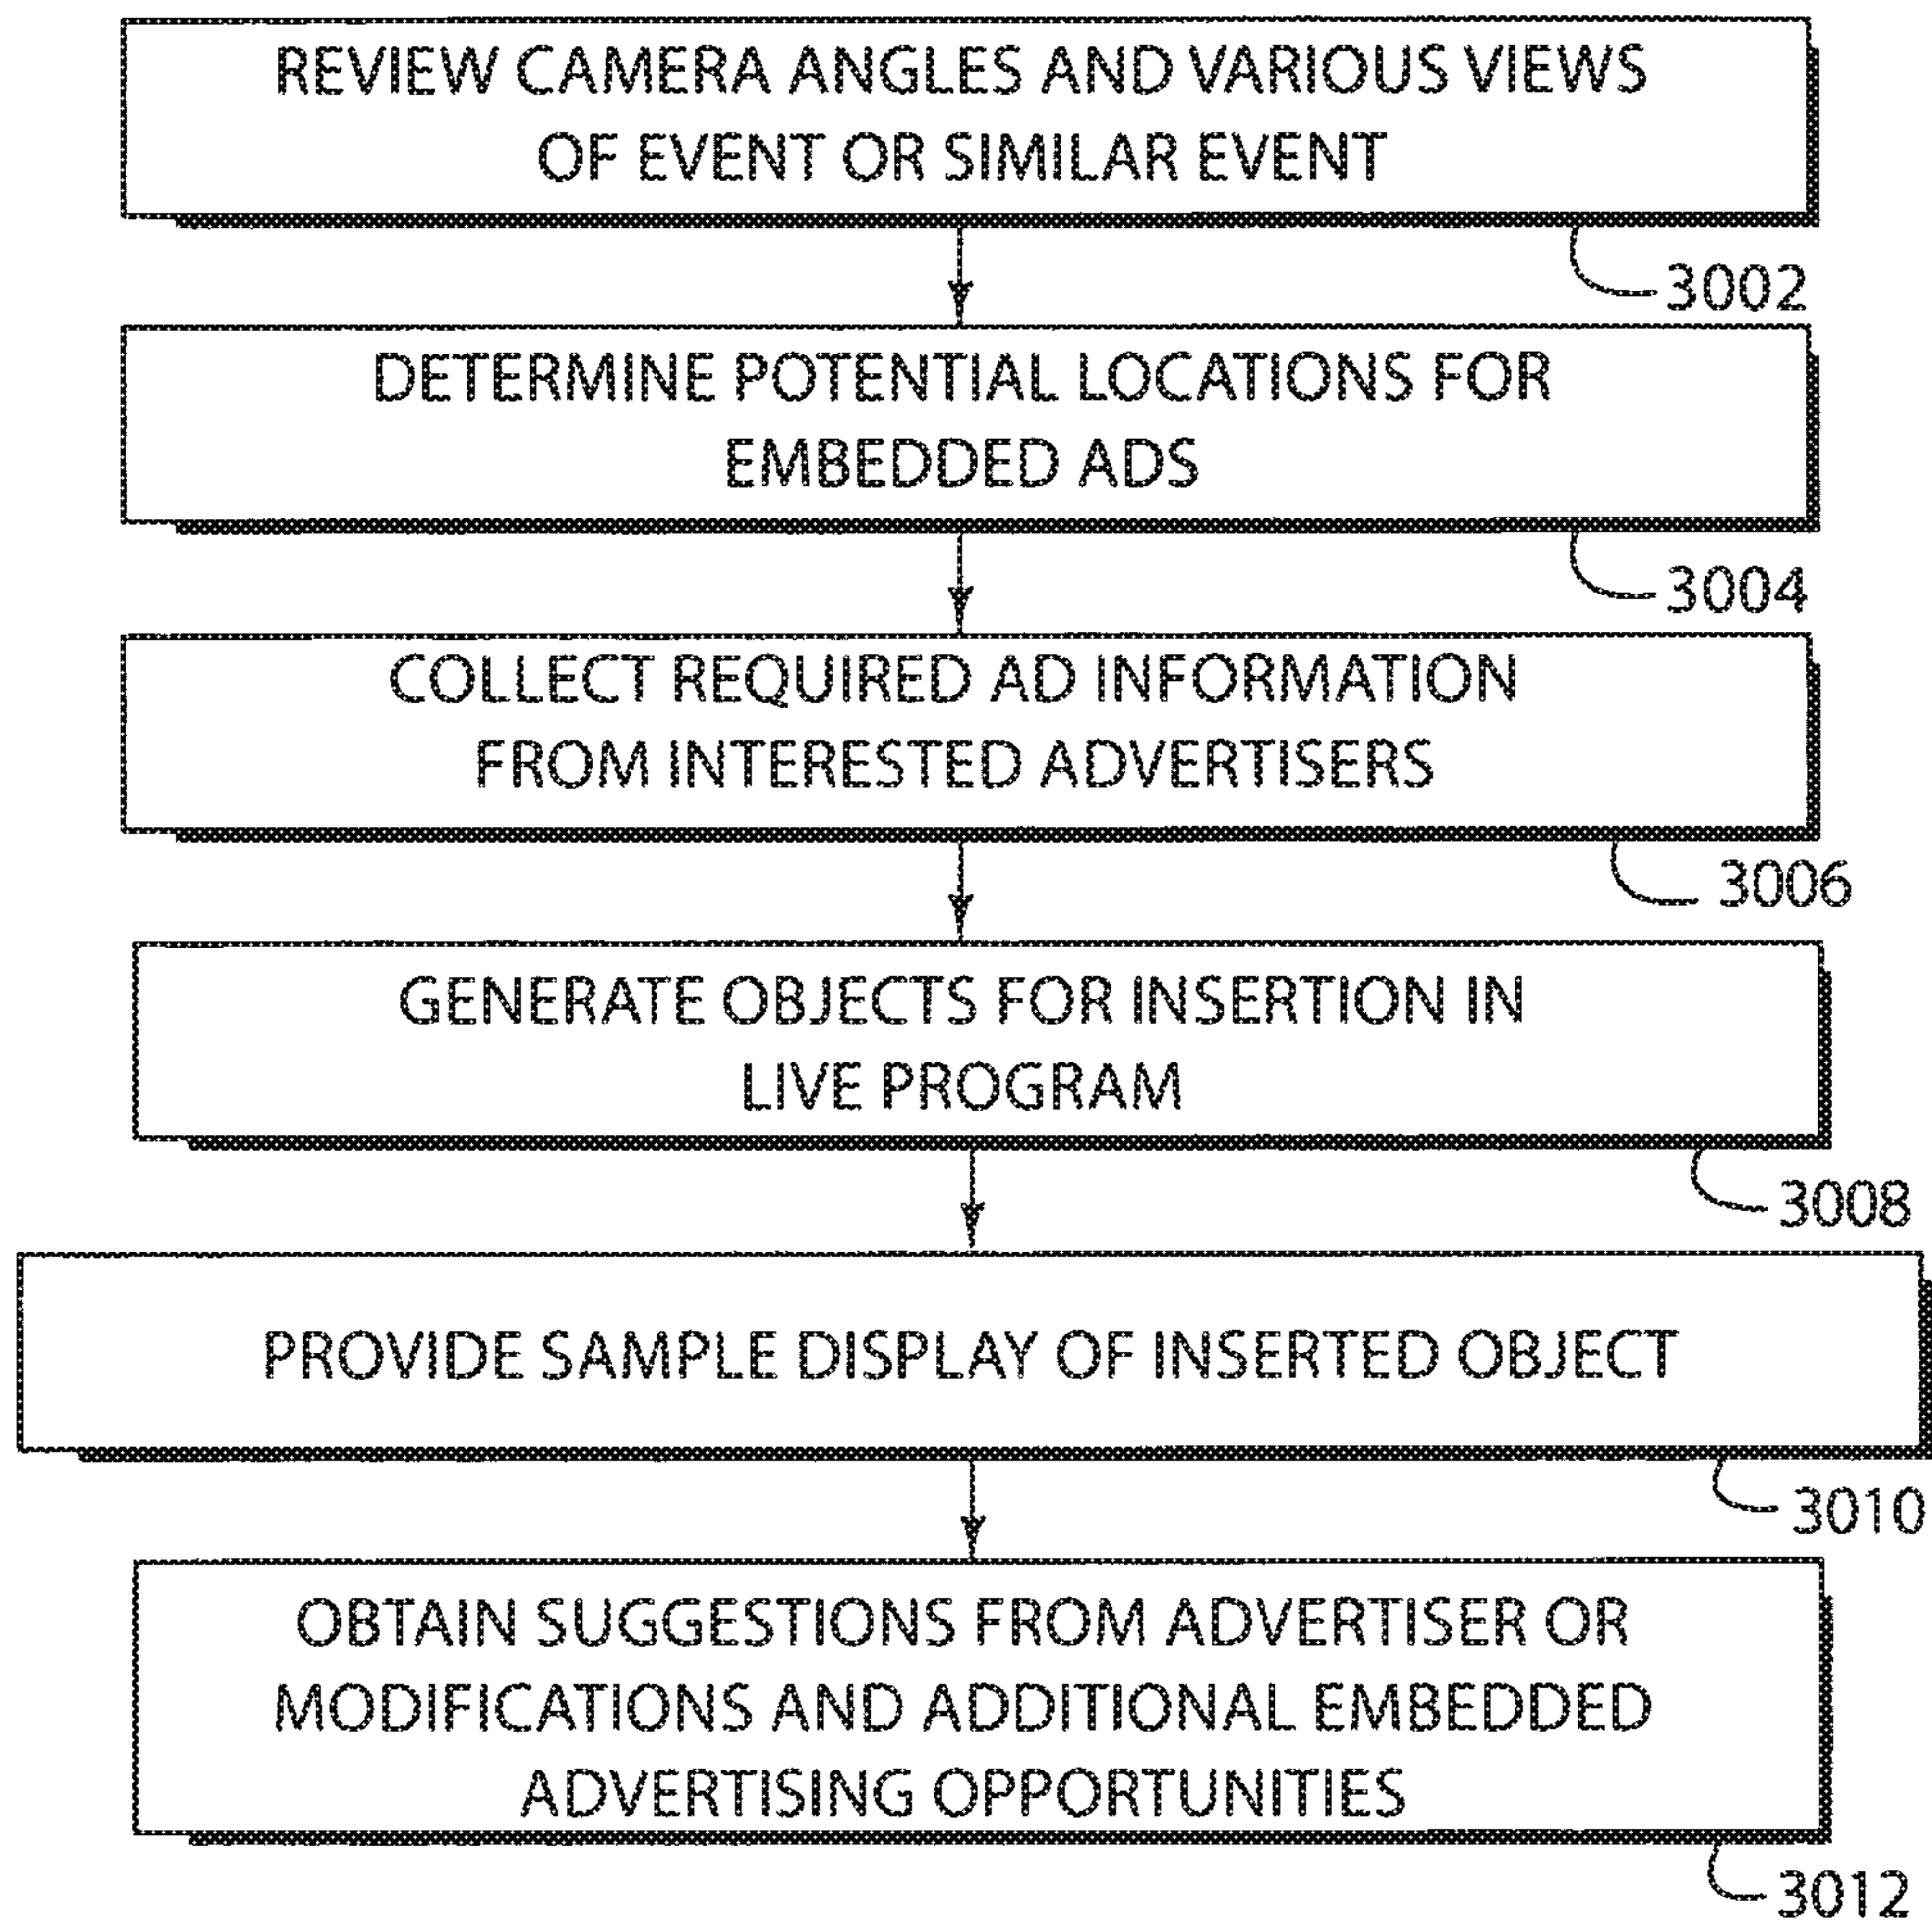 REVIEW CAMERA ANGLES AND VARIOUS VIEWS
OF EVENT OR SIMILAR EVENT
3002
DETERMINE POTENTIAL LOCATIONS FOR
EMBEDDED ADS
3004
COLLECT REQUIRED AD INFORMATION
FROM INTERESTED ADVERTISERS
3006
GENERATE OBJECTS FOR INSERTION IN
LIVE PROGRAM
3008
PROVIDE SAMPLE DISPLAY OF INSERTED OBJECT
3010
OBTAIN SUGGESTIONS FROM ADVERTISER OR
MODIFICATIONS AND ADDITIONAL EMBEDDED
ADVERTISING OPPORTUNITIES
3012